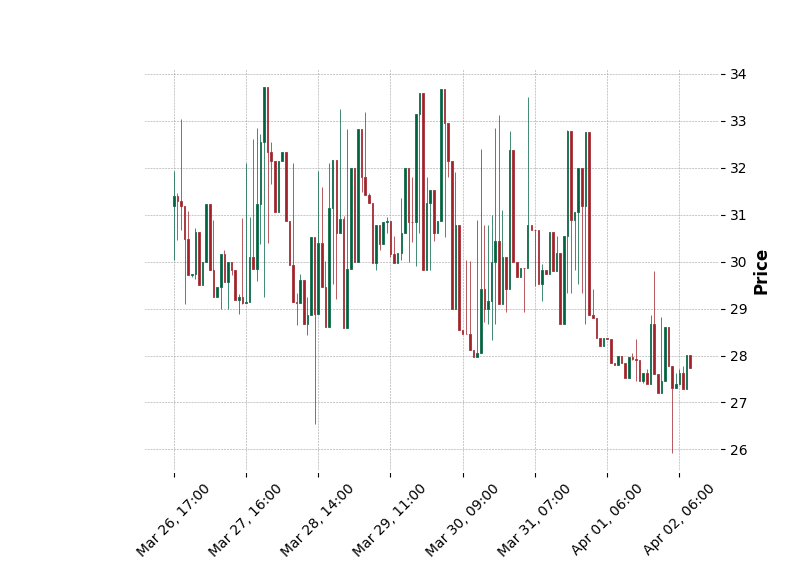 34
33
32
31
30
29
28
27
26
Price
Mar 26, 17:00
Mar 27, 16:00
Mar 28, 14:00
Mar 29, 11:00
Mar 30, 09:00
Mar 31, 07:00
Apr 01, 06:00
Apr 02, 06:00